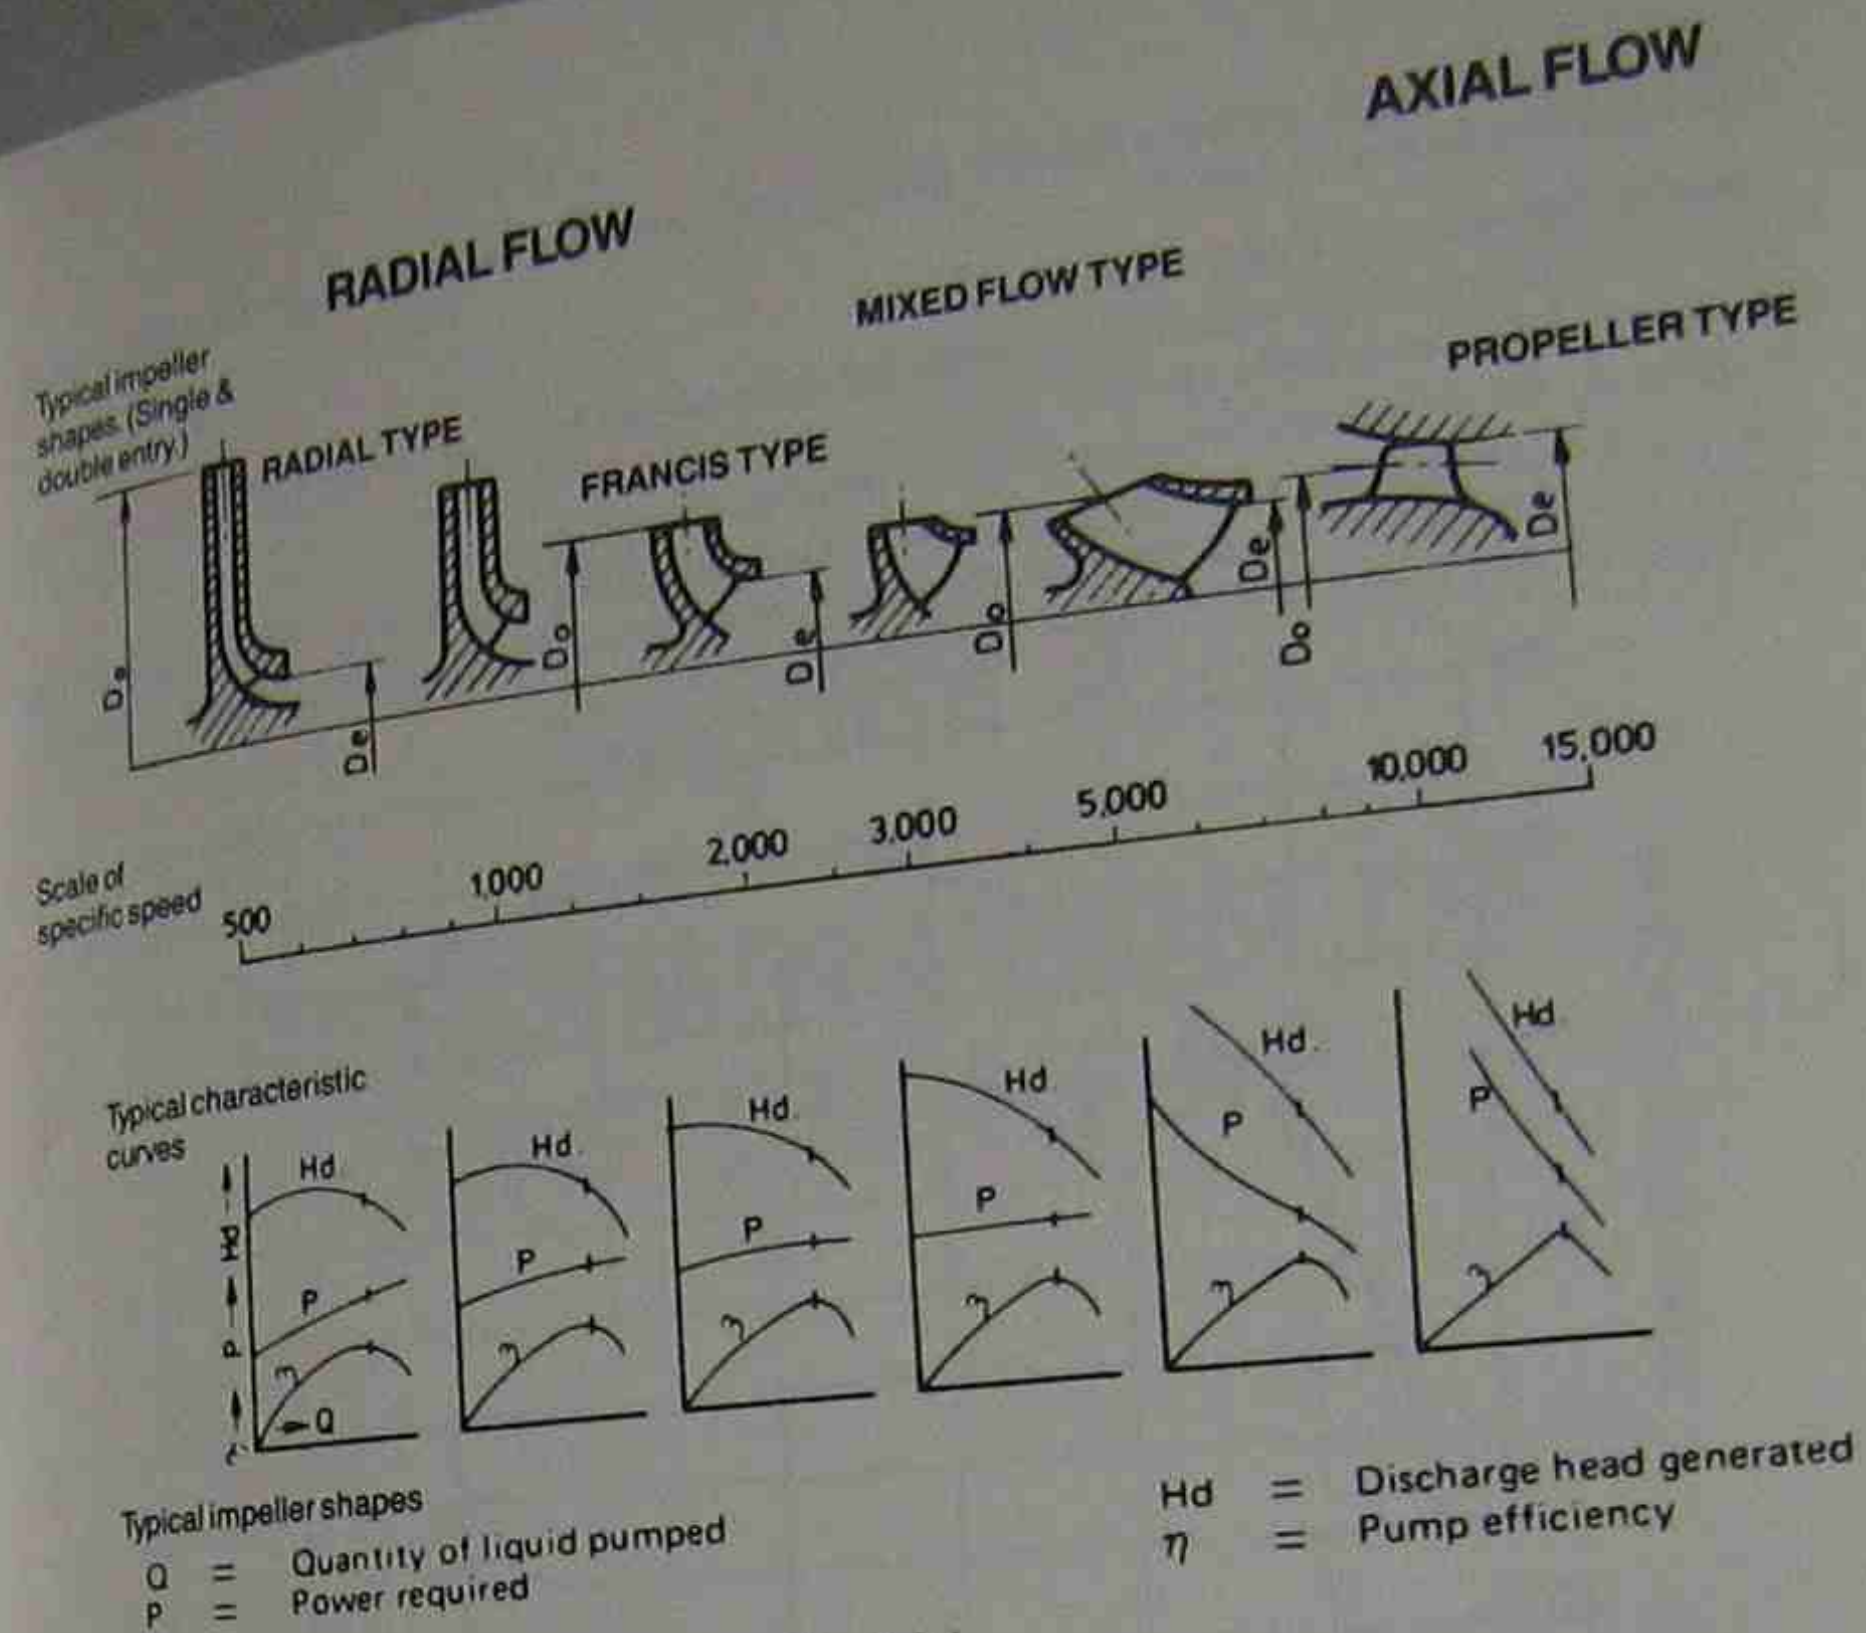 AXIAL FLOW
RADIAL FLOW
MIXED FLOW TYPE
PROPELLER TYPE
Typical impeller
shapes. (Single &
double entry.)
RADIAL TYPE
FRANCIS TYPE
Do
De
Do
De
Do
De
Do
De
Scale of
specific speed
500
1,000
2,000
3,000
5,000
10,000
15,000
Typical characteristic
curves
Hd
P
η
Q
Hd
P
Hd.
P
η
Hd.
P
η
Hd
P
η
Hd.
P
η
Hd.
P
η
Typical impeller shapes
Q = Quantity of liquid pumped
P = Power required
Hd = Discharge head generated
η = Pump efficiency